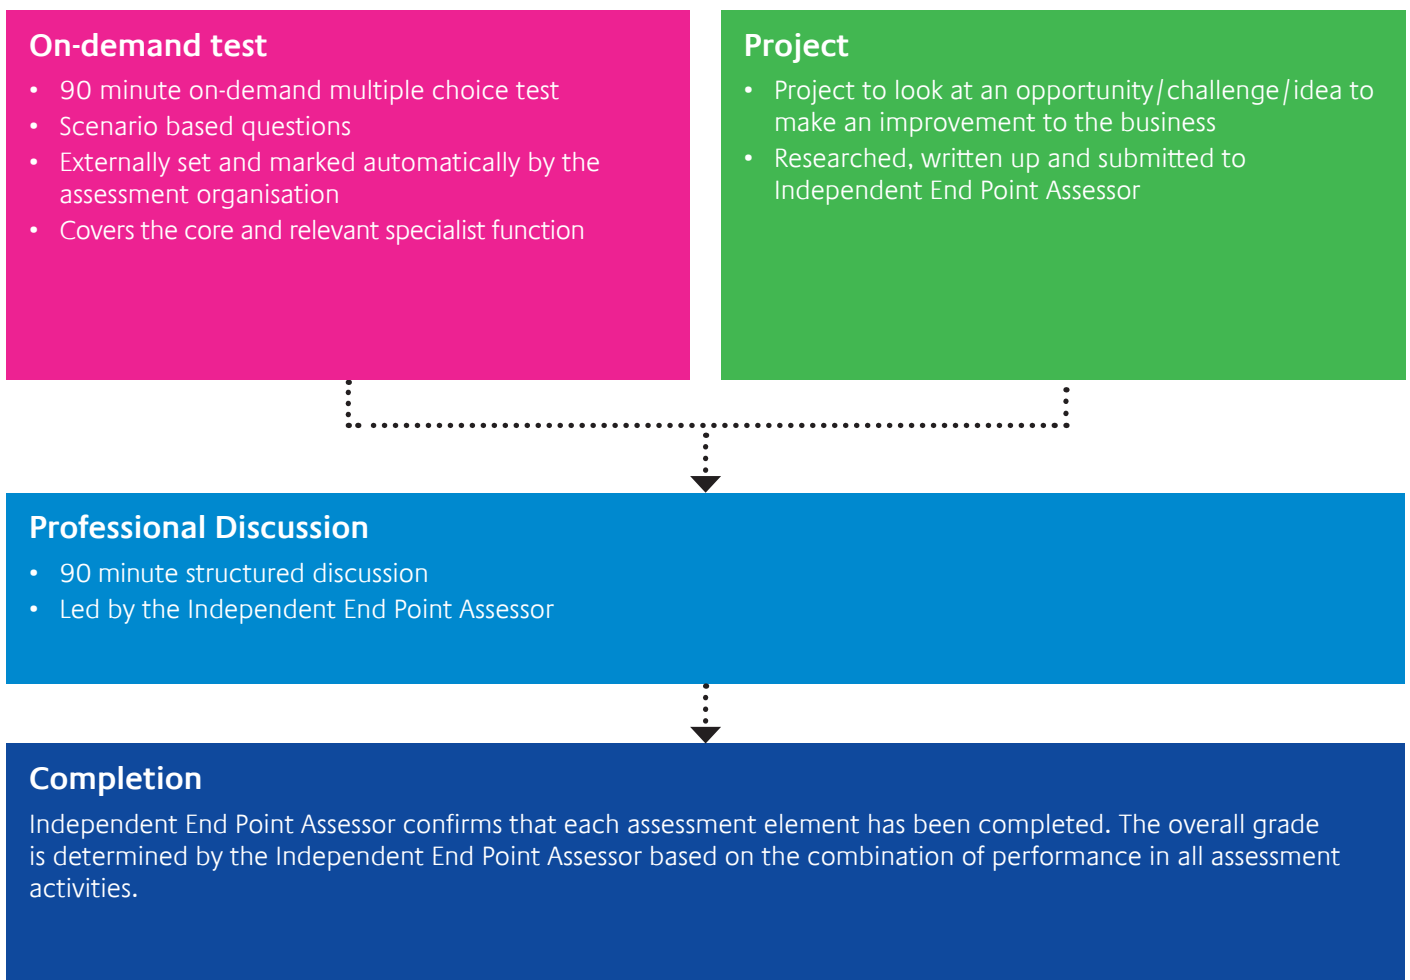 On-demand test
• 90 minute on-demand multiple choice test
• Scenario based questions
• Externally set and marked automatically by the
assessment organisation
• Covers the core and relevant specialist function
Project
• Project to look at an opportunity/challenge/idea to
make an improvement to the business
• Researched, written up and submitted to
Independent End Point Assessor
Professional Discussion
• 90 minute structured discussion
• Led by the Independent End Point Assessor
Completion
Independent End Point Assessor confirms that each assessment element has been completed. The overall grade
is determined by the Independent End Point Assessor based on the combination of performance in all assessment
activities.